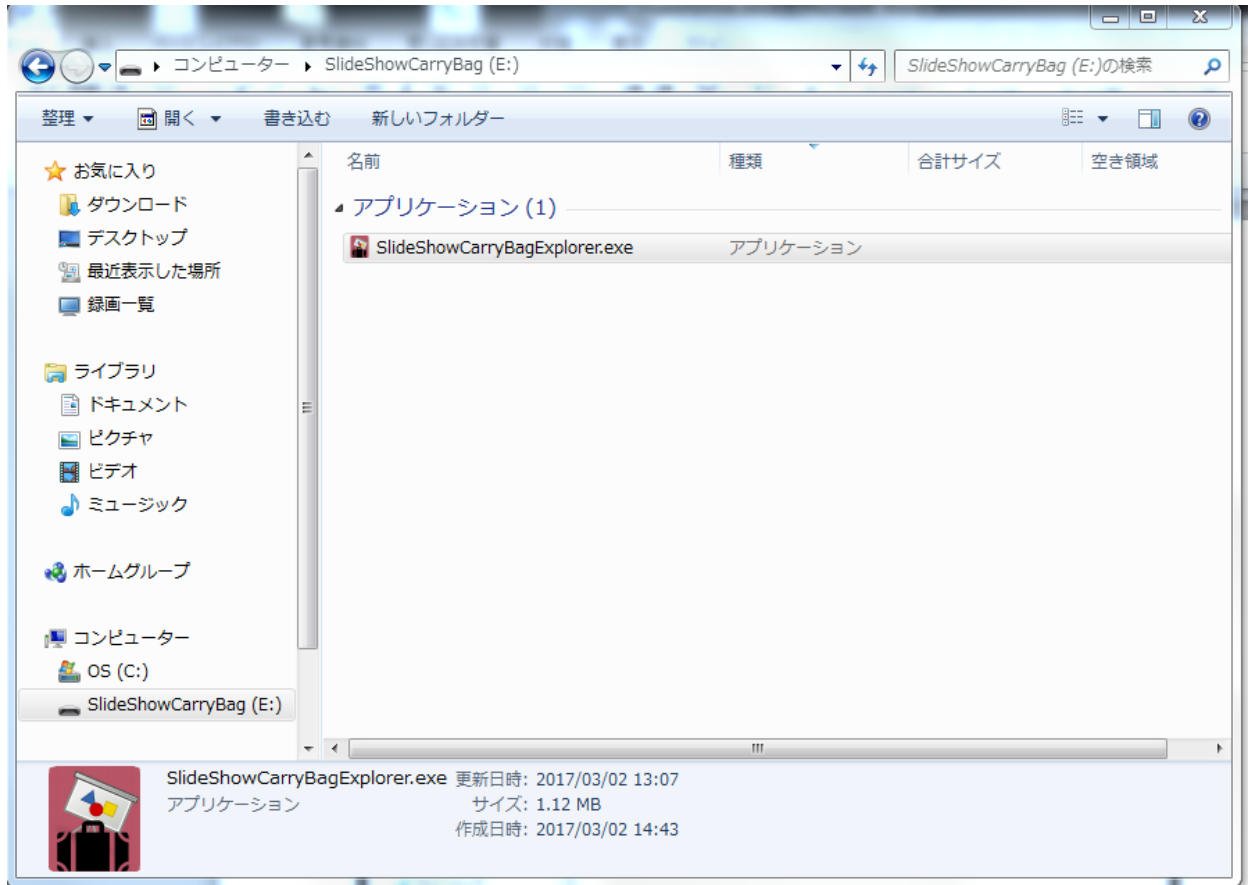 コンピューター SlideShowCarryBag (E:)
SlideShowCarryBag (E:)の検索
整理 開く 書き込む 新しいフォルダー
お気に入り
ダウンロード
デスクトップ
最近表示した場所
録画一覧
ライブラリ
ドキュメント
ピクチャ
ビデオ
ミュージック
ホームグループ
コンピューター
OS (C:)
SlideShowCarryBag (E:)
名前 種類 合計サイズ 空き領域
アプリケーション (1)
SlideShowCarryBagExplorer.exe アプリケーション
SlideShowCarryBagExplorer.exe 更新日時: 2017/03/02 13:07
アプリケーション サイズ: 1.12 MB
作成日時: 2017/03/02 14:43